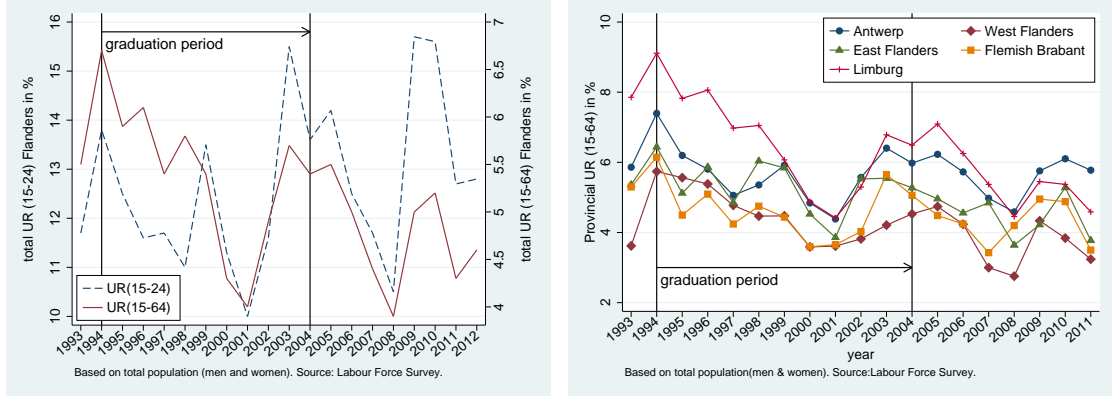 total UR (15-24) Flanders in %
16
15
14
13
12
11
10
graduation period
UR(15-24)
UR(15-64)
7
6.5
6
5.5
5
4.5
4
total UR (15-64) Flanders in %
1993 1994 1995 1996 1997 1998 1999 2000 2001 2002 2003 2004 2005 2006 2007 2008 2009 2010 2011 2012
Based on total population (men and women). Source: Labour Force Survey.
Provincial UR (15-64) in %
10
8
6
4
2
Antwerp West Flanders
East Flanders Flemish Brabant
Limburg
graduation period
1993 1994 1995 1996 1997 1998 1999 2000 2001 2002 2003 2004 2005 2006 2007 2008 2009 2010 2011
year
Based on total population(men & women). Source:Labour Force Survey.